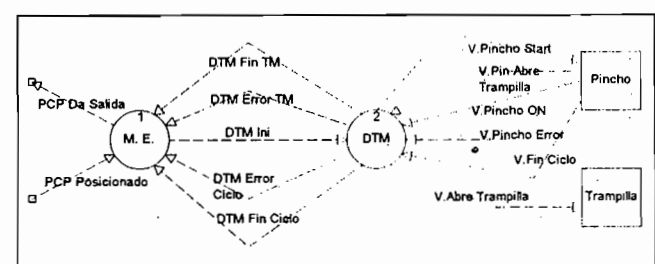 V.Pincho Start
DTM Fin TM
V.Pin-Abre
Trampilla
Pincho
DTM Error TM
PCP Da Salida
V.Pincho ON
1
M. E.
2
DTM
DTM Ini
V.Pincho Error
V.Fin Ciclo
PCP Posicionado
DTM Error
Ciclo
V.Abre Trampilla
Trampilla
DTM Fin Ciclo